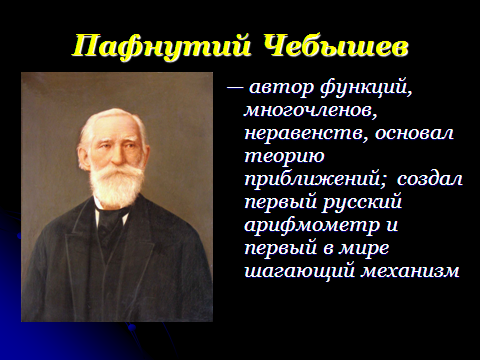 Пафнутий Чебышев
— автор функций,
многочленов,
неравенств, основал
теорию
приближений; создал
первый русский
арифмометр и
первый в мире
шагающий механизм